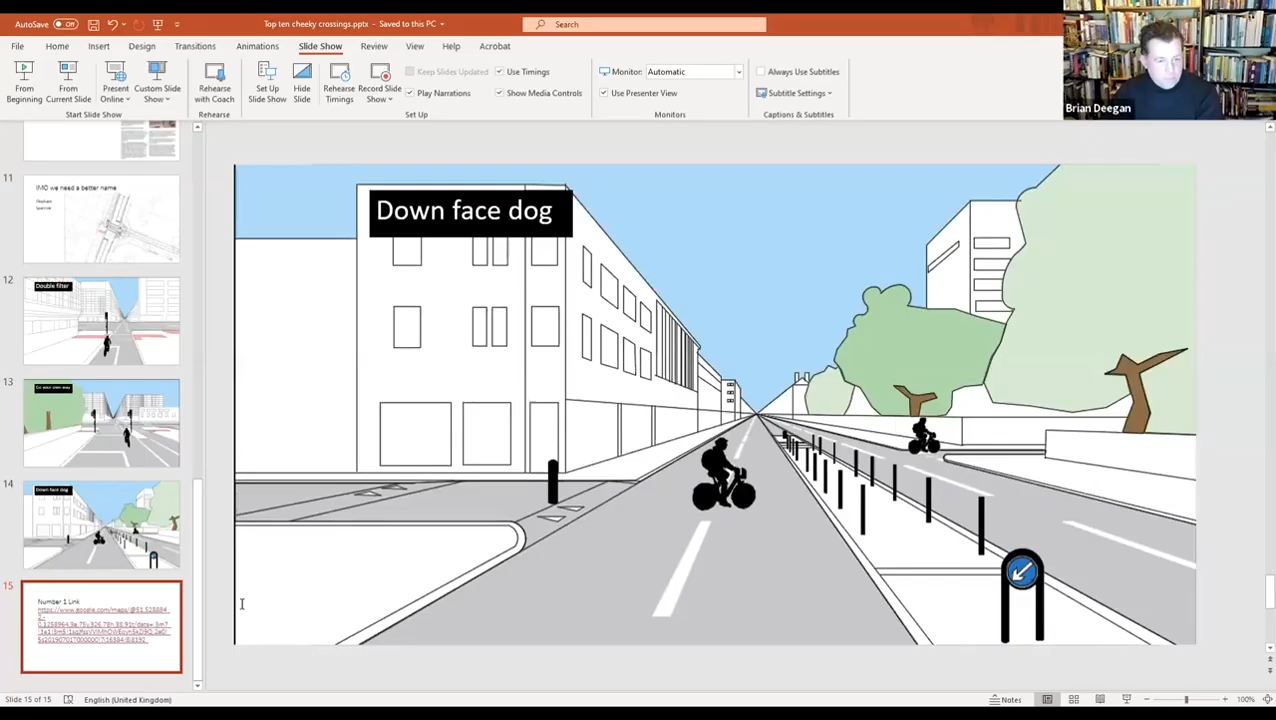 AutoSave Off Top ten cheeky crossings.pptx - Saved to this PC Search
File Home Insert Design Transitions Animations Slide Show Review View Help Acrobat
From Beginning
From Current Slide
Present Online
Custom Slide Show
Start Slide Show
Rehearse with Coach
Rehearse
Set Up Slide Show
Hide Slide
Rehearse Timings
Record Slide Show
Keep Slides Updated
Play Narrations
Use Timings
Show Media Controls
Set Up
Monitor: Automatic
Use Presenter View
Monitors
Always Use Subtitles
Subtitle Settings
Captions & Subtitles
Brian Deegan
11
IMO we need a better name
12
Double filter
13
Go your own way
14
Down face dog
15
Number 1 Link
Down face dog
Slide 15 of 15 English (United Kingdom) Notes 100%